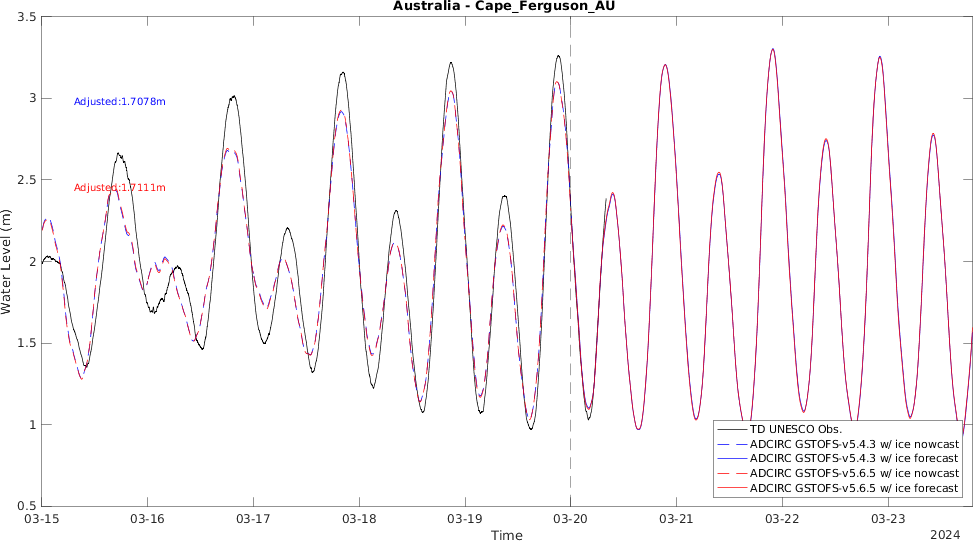 Australia - Cape_Ferguson_AU
3.5
3
2.5
2
1.5
1
0.5
Water Level (m)
Adjusted:1.7078m
Adjusted:1.7111m
TD UNESCO Obs.
ADCIRC GSTOFS-v5.4.3 w/ ice nowcast
ADCIRC GSTOFS-v5.4.3 w/ ice forecast
ADCIRC GSTOFS-v5.6.5 w/ ice nowcast
ADCIRC GSTOFS-v5.6.5 w/ ice forecast
03-15 03-16 03-17 03-18 03-19 03-20 03-21 03-22 03-23
Time
2024